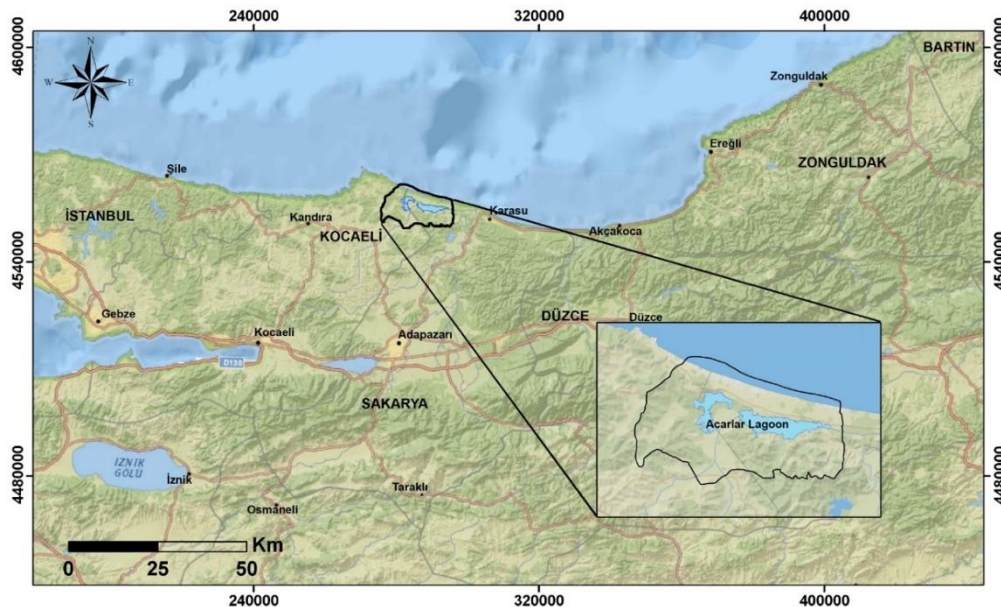 240000
320000
400000
4600000
4600000
BARTIN
N
W
E
S
Zonguldak
Ereğli
ZONGULDAK
Şile
İSTANBUL
Kandıra
KOCAELİ
Karasu
Akçakoca
4540000
4540000
Gebze
Kocaeli
D130
Adapazarı
DÜZCE
Düzce
SAKARYA
Acarlar Lagoon
IZNIK
GÖLÜ
İznik
Taraklı
Osmaneli
4480000
4480000
Km
0
25
50
240000
320000
400000